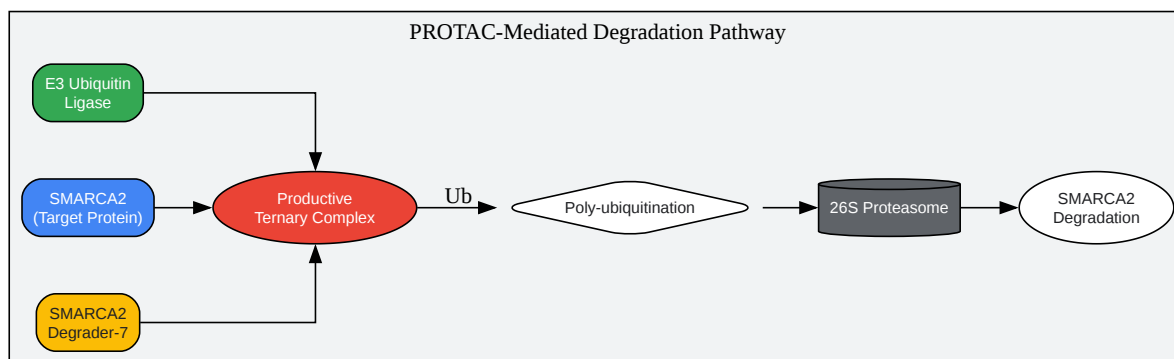 PROTAC-Mediated Degradation Pathway
E3 Ubiquitin
Ligase
SMARCA2
(Target Protein)
SMARCA2
Degrader-7
Productive
Ternary Complex
Ub
Poly-ubiquitination
26S Proteasome
SMARCA2
Degradation